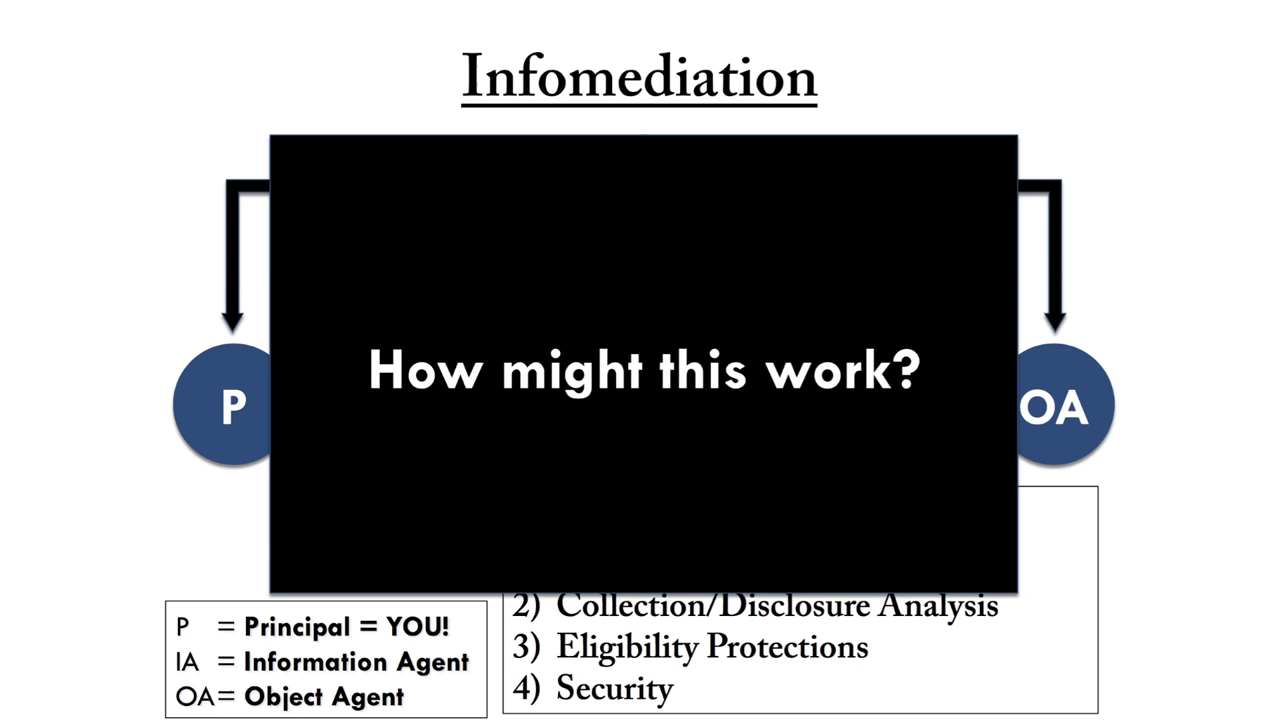 Infomediation
How might this work?
P
OA
2) Collection/Disclosure Analysis
3) Eligibility Protections
4) Security
P = Principal = YOU!
IA = Information Agent
OA = Object Agent